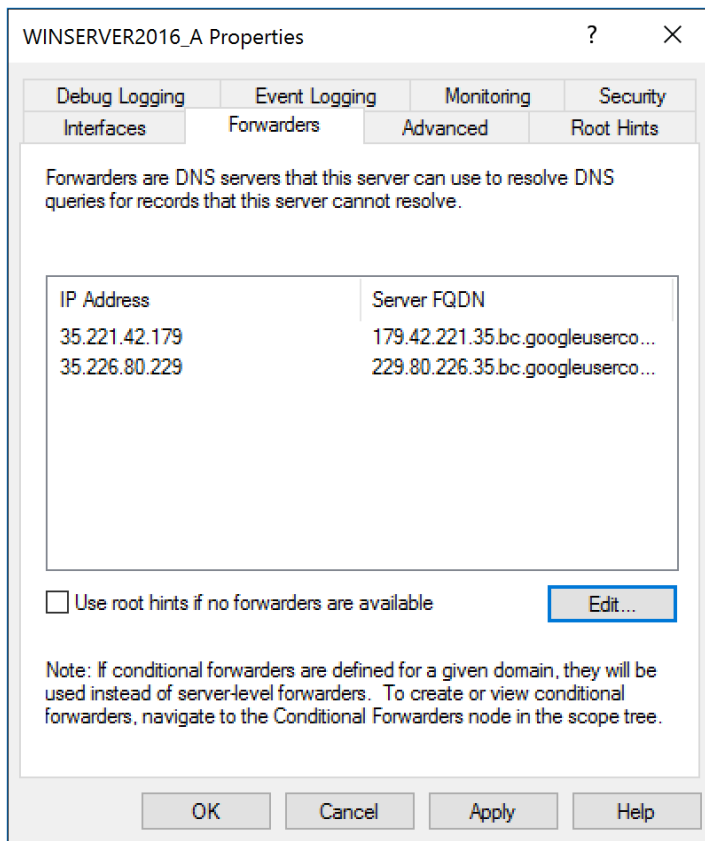 WINSERVER2016_A Properties
?
Debug Logging
Event Logging
Monitoring
Security
Interfaces
Forwarders
Advanced
Root Hints
Forwarders are DNS servers that this server can use to resolve DNS
queries for records that this server cannot resolve.
IP Address
Server FQDN
35.221.42.179
179.42.221.35.bc.googleuserco...
35.226.80.229
229.80.226.35.bc.googleuserco...
Use root hints if no forwarders are available
Edit...
Note: If conditional forwarders are defined for a given domain, they will be
used instead of server-level forwarders.  To create or view conditional
forwarders, navigate to the Conditional Forwarders node in the scope tree.
OK
Cancel
Apply
Help